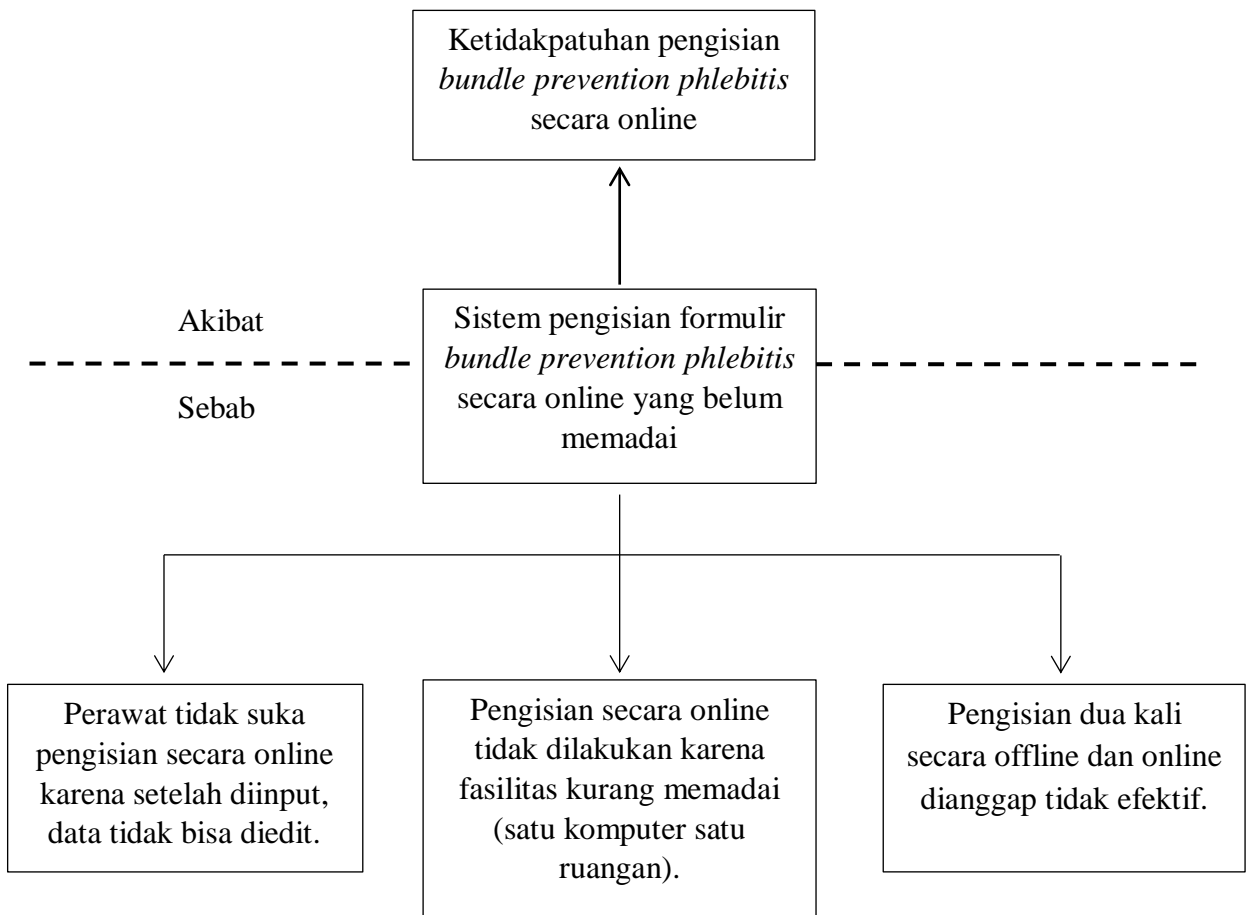 Ketidakpatuhan pengisian
bundle prevention phlebitis
secara online
Akibat
Sebab
Sistem pengisian formulir
bundle prevention phlebitis
secara online yang belum
memadai
Perawat tidak suka
pengisian secara online
karena setelah diinput,
data tidak bisa diedit.
Pengisian secara online
tidak dilakukan karena
fasilitas kurang memadai
(satu komputer satu
ruangan).
Pengisian dua kali
secara offline dan online
dianggap tidak efektif.